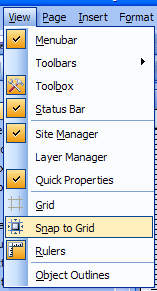 View Page Insert Format
Menubar
Toolbars
Toolbox
Status Bar
Site Manager
Layer Manager
Quick Properties
Grid
Snap to Grid
Rulers
Object Outlines